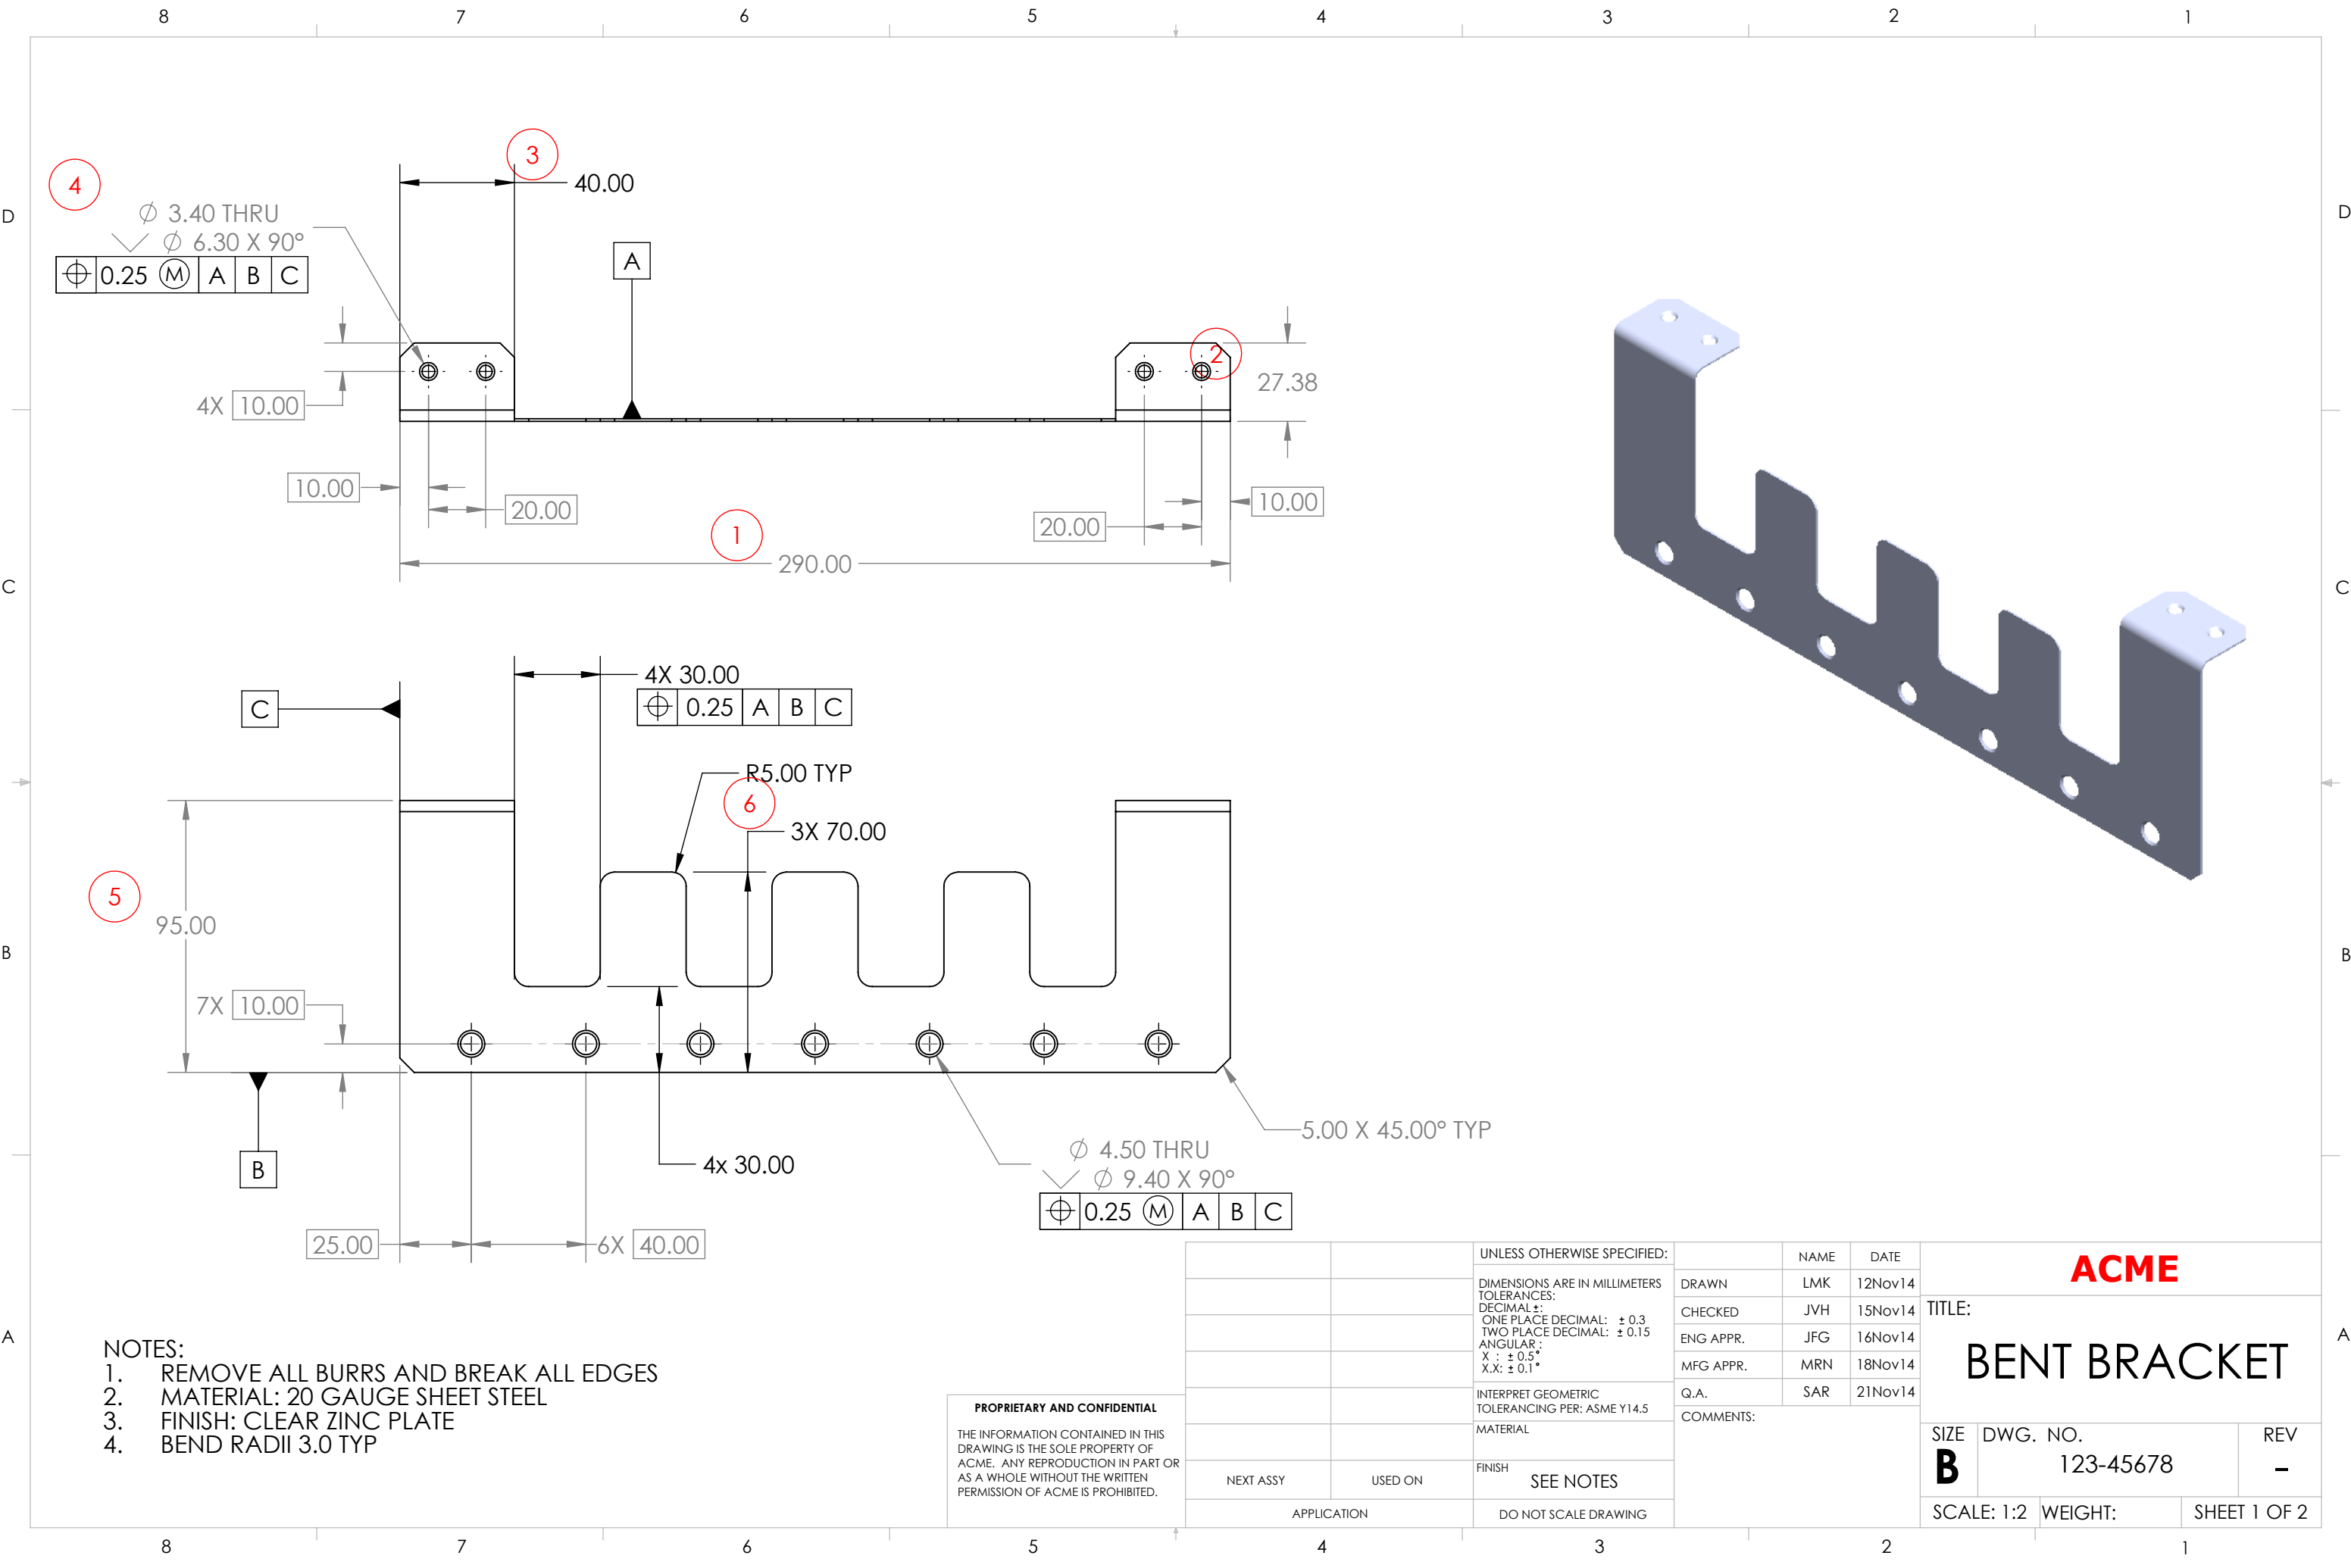 8 7 6 5 4 3 2 1
D D
C C
B B
A A
4
3
40.00
Ø 3.40 THRU
Ø 6.30 X 90°
0.25 Ⓜ A B C
A
2
27.38
4X 10.00
10.00
20.00
1
20.00
10.00
290.00
C
4X 30.00
0.25 A B C
R5.00 TYP
6
3X 70.00
5
95.00
7X 10.00
B
4x 30.00
5.00 X 45.00° TYP
Ø 4.50 THRU
Ø 9.40 X 90°
0.25 Ⓜ A B C
25.00
6X 40.00
NOTES:
1. REMOVE ALL BURRS AND BREAK ALL EDGES
2. MATERIAL: 20 GAUGE SHEET STEEL
3. FINISH: CLEAR ZINC PLATE
4. BEND RADII 3.0 TYP
PROPRIETARY AND CONFIDENTIAL
THE INFORMATION CONTAINED IN THIS
DRAWING IS THE SOLE PROPERTY OF
ACME. ANY REPRODUCTION IN PART OR
AS A WHOLE WITHOUT THE WRITTEN
PERMISSION OF ACME IS PROHIBITED.
NEXT ASSY USED ON
APPLICATION
UNLESS OTHERWISE SPECIFIED:
DIMENSIONS ARE IN MILLIMETERS
TOLERANCES:
DECIMAL ±:
ONE PLACE DECIMAL: ± 0.3
TWO PLACE DECIMAL: ± 0.15
ANGULAR :
X : ± 0.5°
X.X: ± 0.1°
INTERPRET GEOMETRIC
TOLERANCING PER: ASME Y14.5
MATERIAL
FINISH
SEE NOTES
DO NOT SCALE DRAWING
NAME DATE
DRAWN LMK 12Nov14
CHECKED JVH 15Nov14
ENG APPR. JFG 16Nov14
MFG APPR. MRN 18Nov14
Q.A. SAR 21Nov14
COMMENTS:
ACME
TITLE:
BENT BRACKET
SIZE DWG. NO. REV
B 123-45678 –
SCALE: 1:2 WEIGHT: SHEET 1 OF 2
8 7 6 5 4 3 2 1